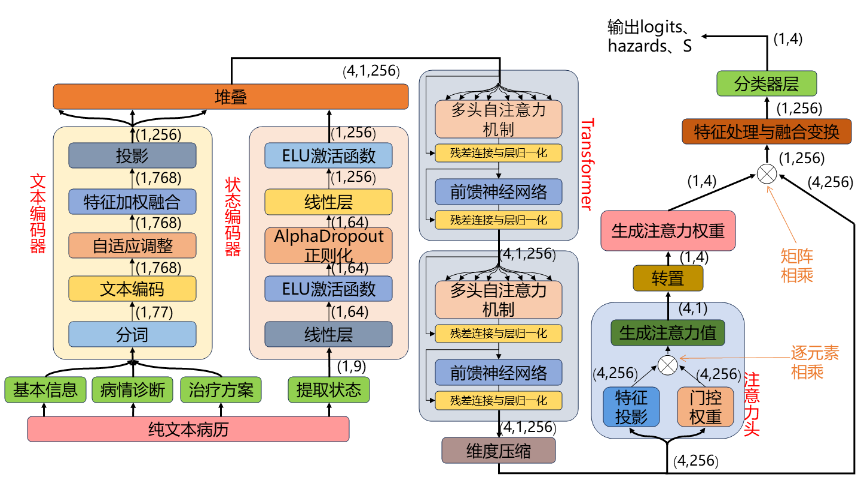 输出logits、
hazards、S
(1,4)
分类器层
(1,256)
特征处理与融合变换
(1,256)
(1,4)
(4,256)
矩阵
相乘
生成注意力权重
(1,4)
转置
(4,1)
生成注意力值
逐元素
相乘
(4,256)
(4,256)
特征
投影
门控
权重
注意力头
(4,256)
(4,1,256)
堆叠
文本编码器
(1,256)
投影
(1,768)
特征加权融合
(1,768)
自适应调整
(1,768)
文本编码
(1,77)
分词
基本信息
病情诊断
治疗方案
提取状态
纯文本病历
状态编码器
(1,256)
ELU激活函数
(1,256)
线性层
(1,64)
AlphaDropout
正则化
(1,64)
ELU激活函数
(1,64)
线性层
(1,9)
Transformer
多头自注意力
机制
残差连接与层归一化
前馈神经网络
残差连接与层归一化
(4,1,256)
多头自注意力
机制
残差连接与层归一化
前馈神经网络
残差连接与层归一化
(4,1,256)
维度压缩